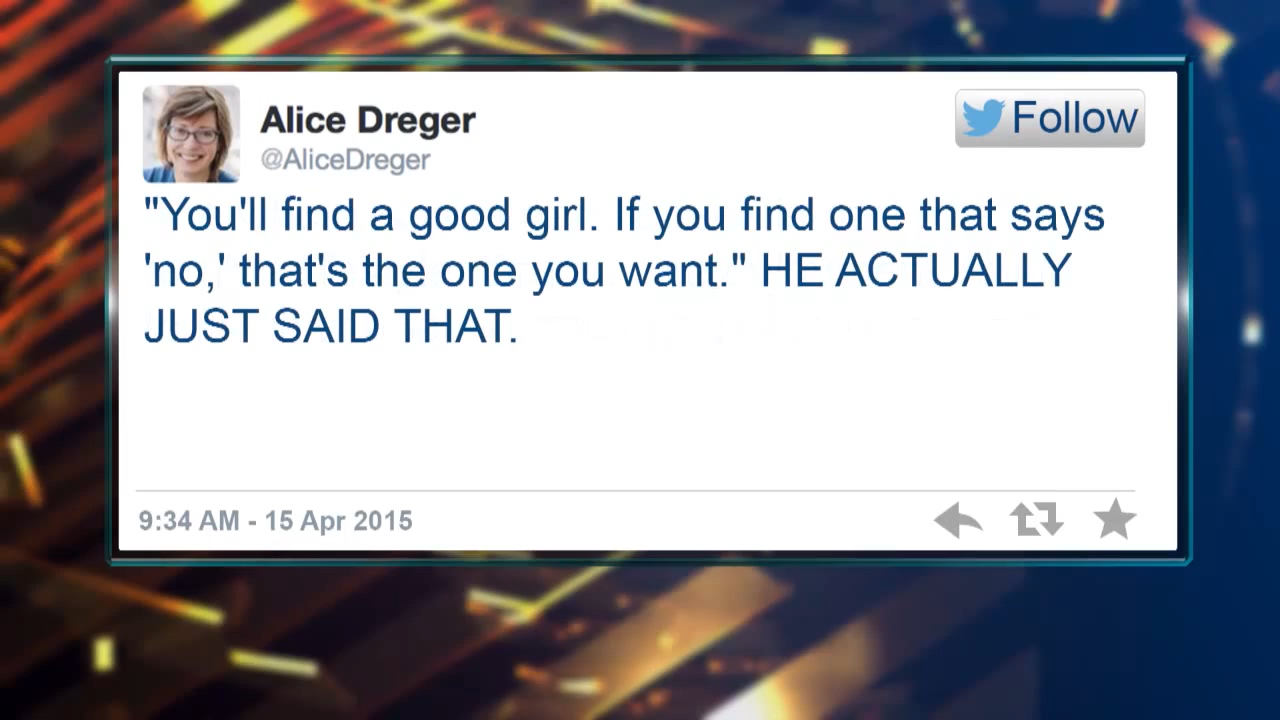 Alice Dreger
Follow
@AliceDreger
"You'll find a good girl. If you find one that says
'no,' that's the one you want." HE ACTUALLY
JUST SAID THAT.
9:34 AM - 15 Apr 2015